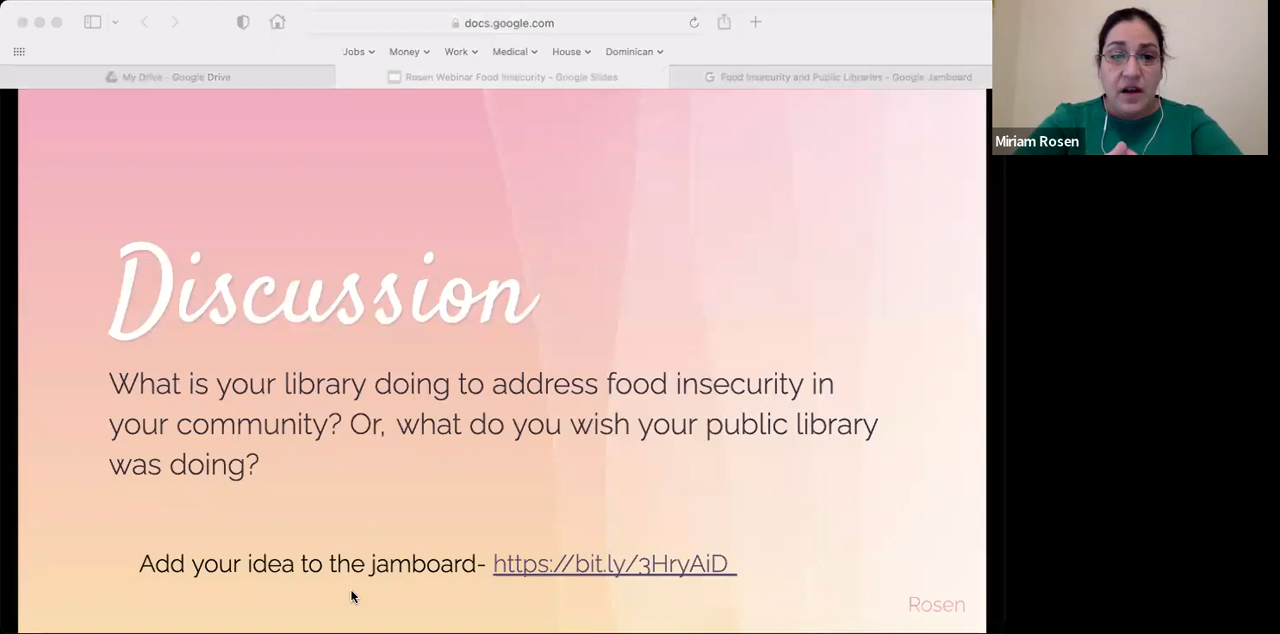 docs.google.com
Jobs Money Work Medical House Dominican
My Drive - Google Drive
Rosen Webinar Food Insecurity - Google Slides
Food Insecurity and Public Libraries - Google Jamboard
Miriam Rosen
Discussion
What is your library doing to address food insecurity in
your community? Or, what do you wish your public library
was doing?
Add your idea to the jamboard- https://bit.ly/3HryAiD
Rosen